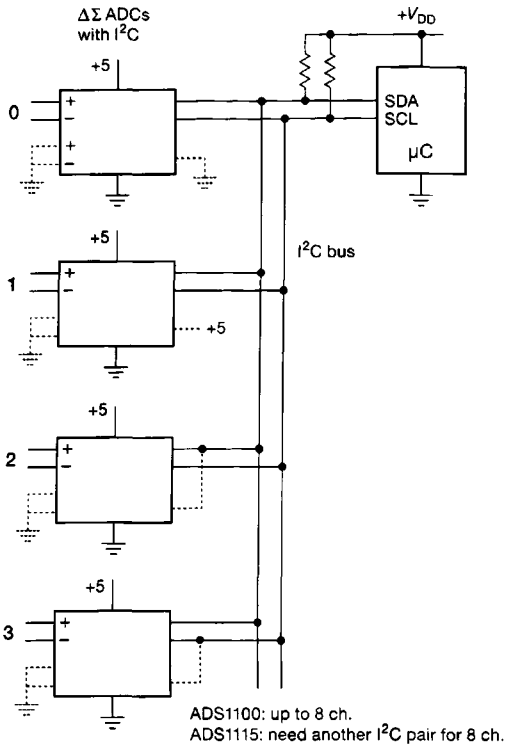 ΔΣ ADCs
with I²C
+V_DD
+5
0
+
−
+
−
SDA
SCL
µC
+5
I²C bus
1
+
−
+5
+5
2
+
−
+5
3
+
−
ADS1100: up to 8 ch.
ADS1115: need another I²C pair for 8 ch.